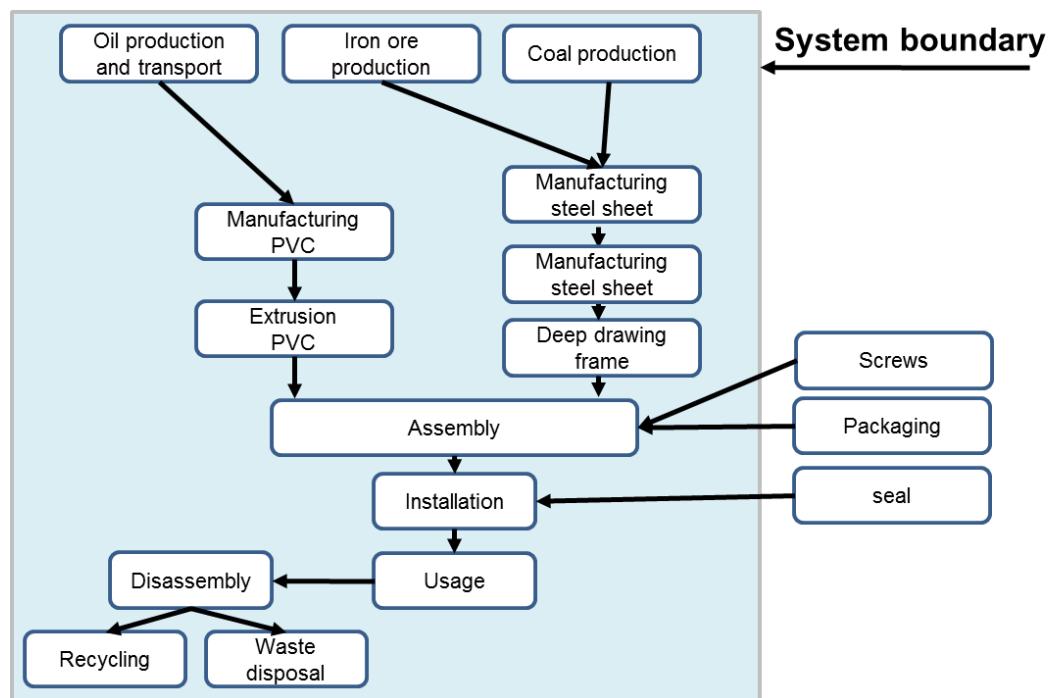 System boundary
Oil production
and transport
Iron ore
production
Coal production
Manufacturing
steel sheet
Manufacturing
PVC
Manufacturing
steel sheet
Extrusion
PVC
Deep drawing
frame
Screws
Assembly
Packaging
Installation
seal
Disassembly
Usage
Recycling
Waste
disposal